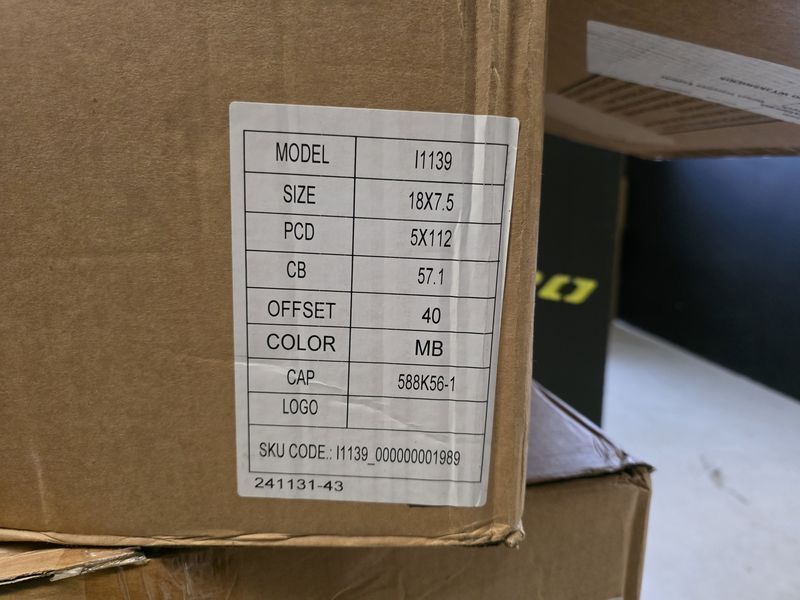 MODEL I1139
SIZE 18X7.5
PCD 5X112
CB 57.1
OFFSET 40
COLOR MB
CAP 588K56-1
LOGO
SKU CODE.: I1139_000000001989
241131-43